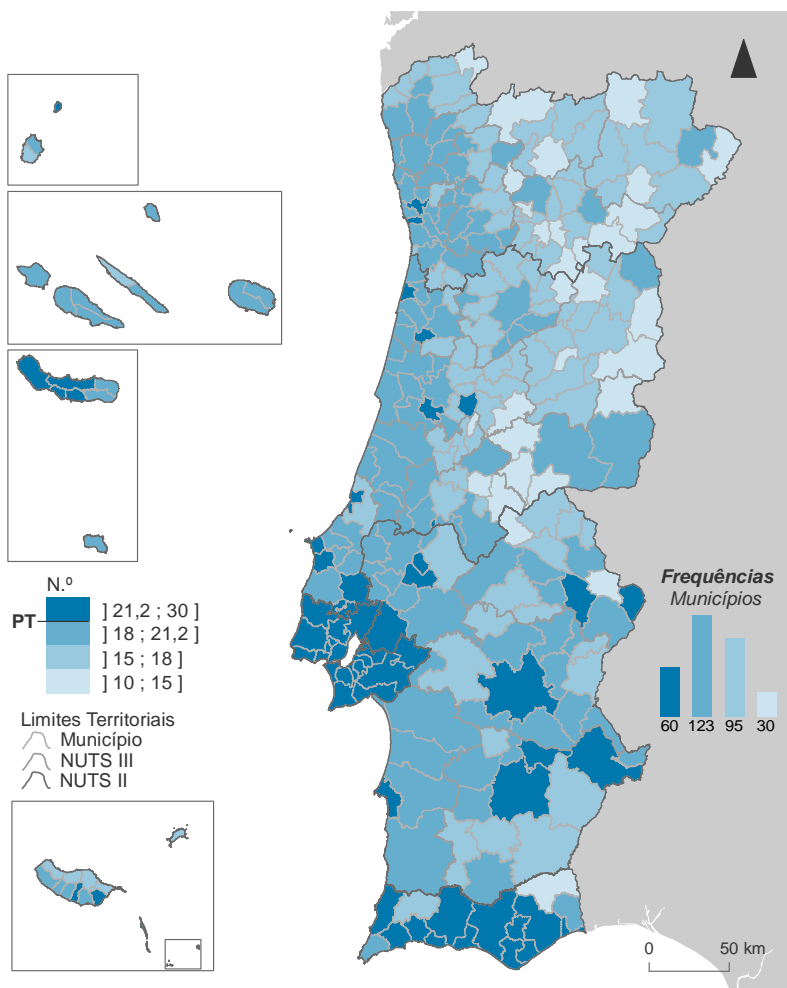 N.º
PT
] 21,2 ; 30 ]
] 18 ; 21,2 ]
] 15 ; 18 ]
] 10 ; 15 ]
Limites Territoriais
Município
NUTS III
NUTS II
Frequências
Municípios
60 123 95 30
0 50 km